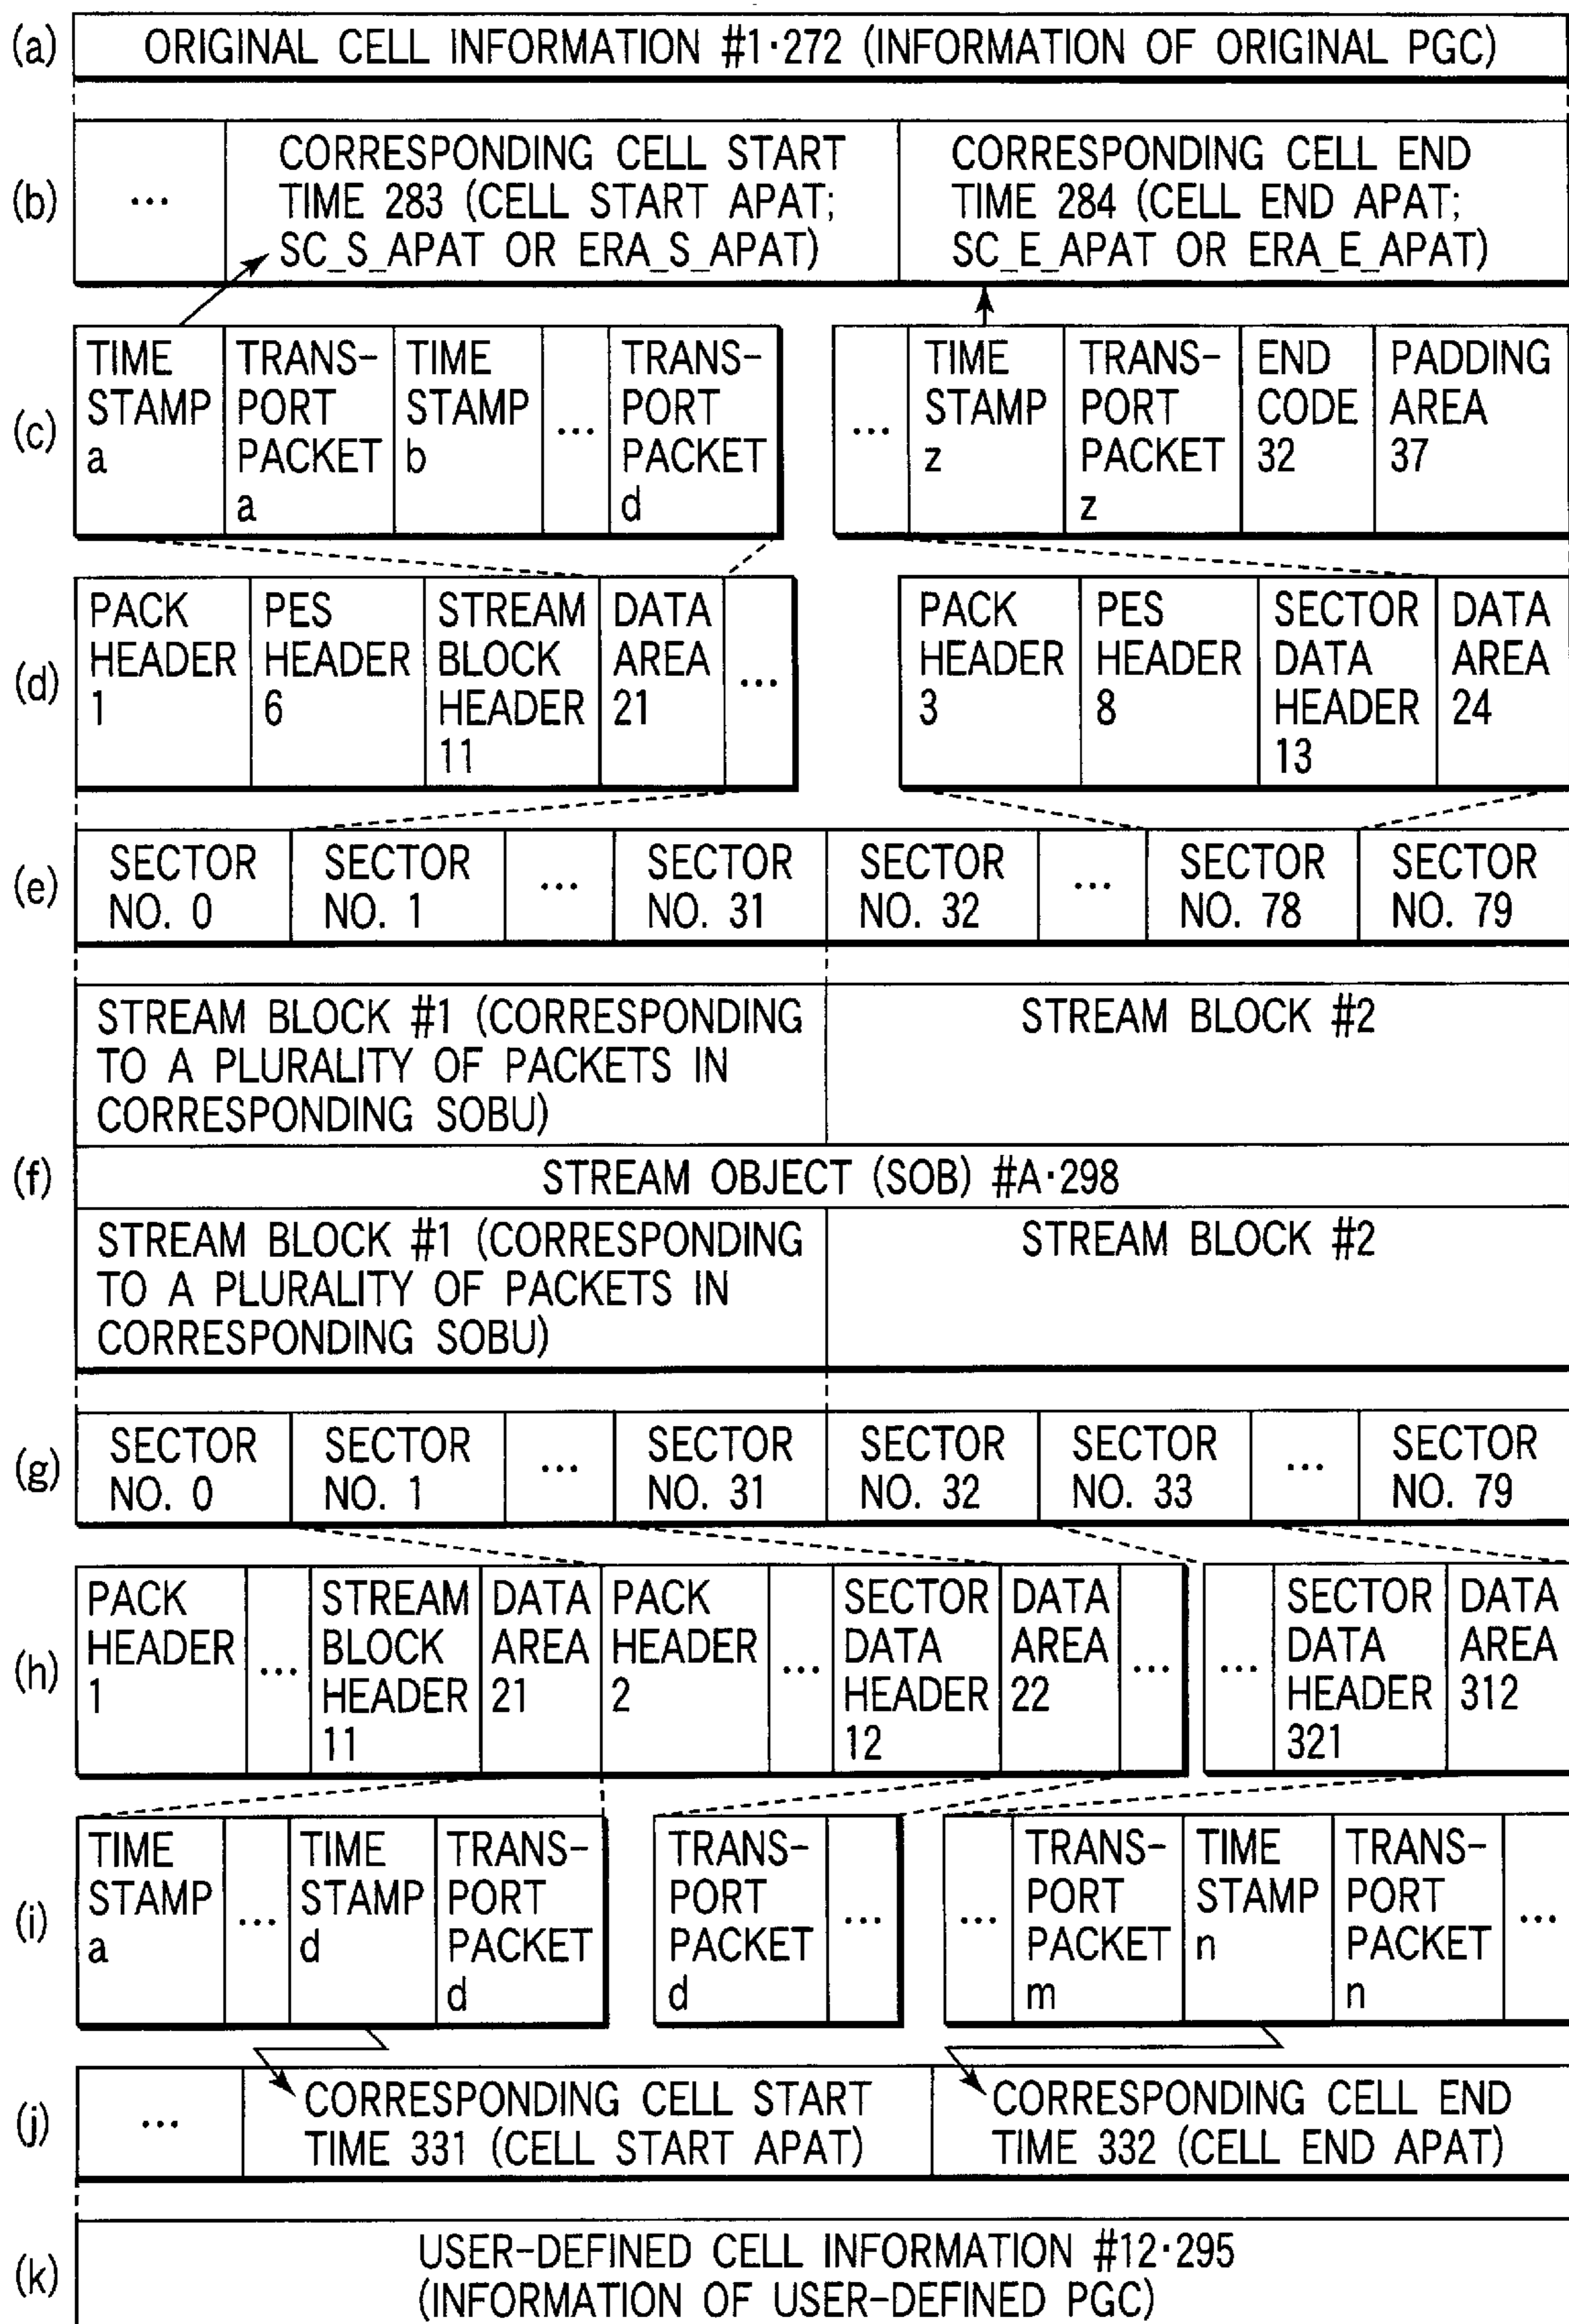 (a) ORIGINAL CELL INFORMATION #1·272 (INFORMATION OF ORIGINAL PGC)
(b)
...
CORRESPONDING CELL START
TIME 283 (CELL START APAT;
SC_S_APAT OR ERA_S_APAT)
CORRESPONDING CELL END
TIME 284 (CELL END APAT;
SC_E_APAT OR ERA_E_APAT)
(c)
TIME
STAMP
a
TRANS-
PORT
PACKET
a
TIME
STAMP
b
...
TRANS-
PORT
PACKET
d
...
TIME
STAMP
z
TRANS-
PORT
PACKET
z
END
CODE
32
PADDING
AREA
37
(d)
PACK
HEADER
1
PES
HEADER
6
STREAM
BLOCK
HEADER
11
DATA
AREA
21
...
PACK
HEADER
3
PES
HEADER
8
SECTOR
DATA
HEADER
13
DATA
AREA
24
(e)
SECTOR
NO. 0
SECTOR
NO. 1
...
SECTOR
NO. 31
SECTOR
NO. 32
...
SECTOR
NO. 78
SECTOR
NO. 79
STREAM BLOCK #1 (CORRESPONDING
TO A PLURALITY OF PACKETS IN
CORRESPONDING SOBU)
STREAM BLOCK #2
(f)
STREAM OBJECT (SOB) #A·298
STREAM BLOCK #1 (CORRESPONDING
TO A PLURALITY OF PACKETS IN
CORRESPONDING SOBU)
STREAM BLOCK #2
(g)
SECTOR
NO. 0
SECTOR
NO. 1
...
SECTOR
NO. 31
SECTOR
NO. 32
SECTOR
NO. 33
...
SECTOR
NO. 79
(h)
PACK
HEADER
1
...
STREAM
BLOCK
HEADER
11
DATA
AREA
21
PACK
HEADER
2
...
SECTOR
DATA
HEADER
12
DATA
AREA
22
...
...
SECTOR
DATA
HEADER
321
DATA
AREA
312
(i)
TIME
STAMP
a
...
TIME
STAMP
d
TRANS-
PORT
PACKET
d
TRANS-
PORT
PACKET
d
...
...
TRANS-
PORT
PACKET
m
TIME
STAMP
n
TRANS-
PORT
PACKET
n
...
(j)
...
CORRESPONDING CELL START
TIME 331 (CELL START APAT)
CORRESPONDING CELL END
TIME 332 (CELL END APAT)
(k)
USER-DEFINED CELL INFORMATION #12·295
(INFORMATION OF USER-DEFINED PGC)